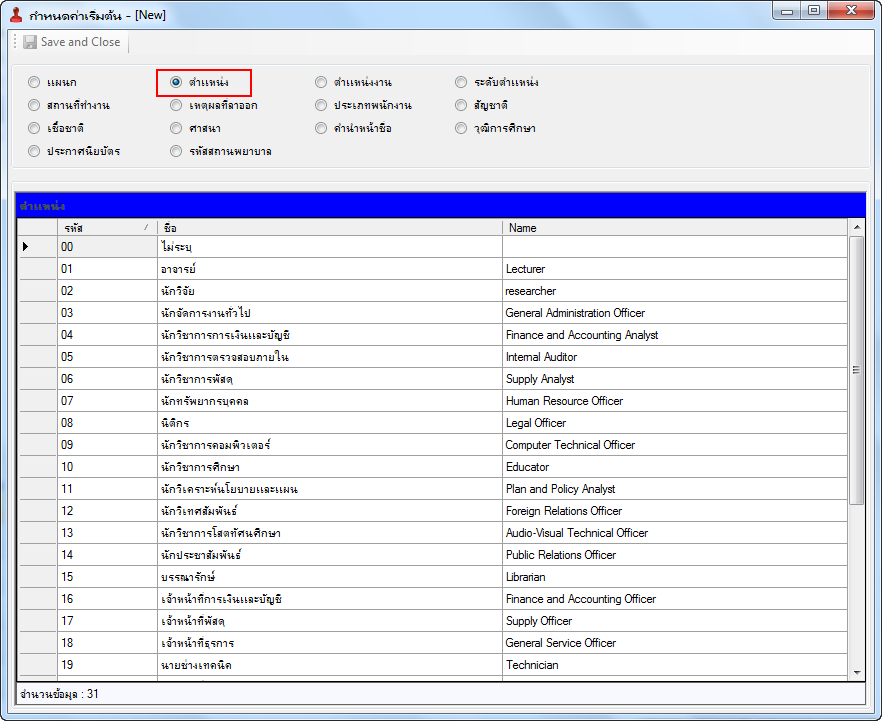 กำหนดค่าเริ่มต้น - [New]
Save and Close
แผนก ตำแหน่ง ตำแหน่งงาน ระดับตำแหน่ง
สถานที่ทำงาน เหตุผลที่ลาออก ประเภทพนักงาน สัญชาติ
เชื้อชาติ ศาสนา คำนำหน้าชื่อ วุฒิการศึกษา
ประกาศนียบัตร รหัสสถานพยาบาล
ตำแหน่ง
รหัส ชื่อ Name
00 ไม่ระบุ
01 อาจารย์ Lecturer
02 นักวิจัย researcher
03 นักจัดการงานทั่วไป General Administration Officer
04 นักวิชาการการเงินและบัญชี Finance and Accounting Analyst
05 นักวิชาการตรวจสอบภายใน Internal Auditor
06 นักวิชาการพัสดุ Supply Analyst
07 นักทรัพยากรบุคคล Human Resource Officer
08 นิติกร Legal Officer
09 นักวิชาการคอมพิวเตอร์ Computer Technical Officer
10 นักวิชาการศึกษา Educator
11 นักวิเคราะห์นโยบายและแผน Plan and Policy Analyst
12 นักวิเทศสัมพันธ์ Foreign Relations Officer
13 นักวิชาการโสตทัศนศึกษา Audio-Visual Technical Officer
14 นักประชาสัมพันธ์ Public Relations Officer
15 บรรณารักษ์ Librarian
16 เจ้าหน้าที่การเงินและบัญชี Finance and Accounting Officer
17 เจ้าหน้าที่พัสดุ Supply Officer
18 เจ้าหน้าที่ธุรการ General Service Officer
19 นายช่างเทคนิค Technician
จำนวนข้อมูล : 31